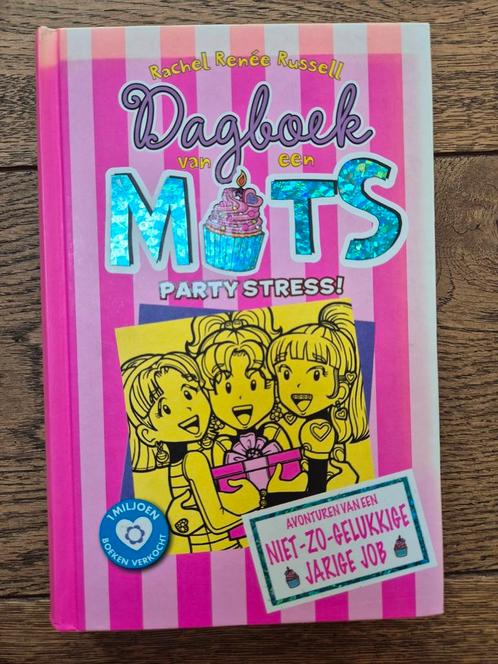 Rachel Renée Russell
Dagboek
van een
MUTS
PARTY STRESS!
1 MILJOEN
BOEKEN VERKOCHT
AVONTUREN VAN EEN
NIET-ZO-GELUKKIGE
JARIGE JOB